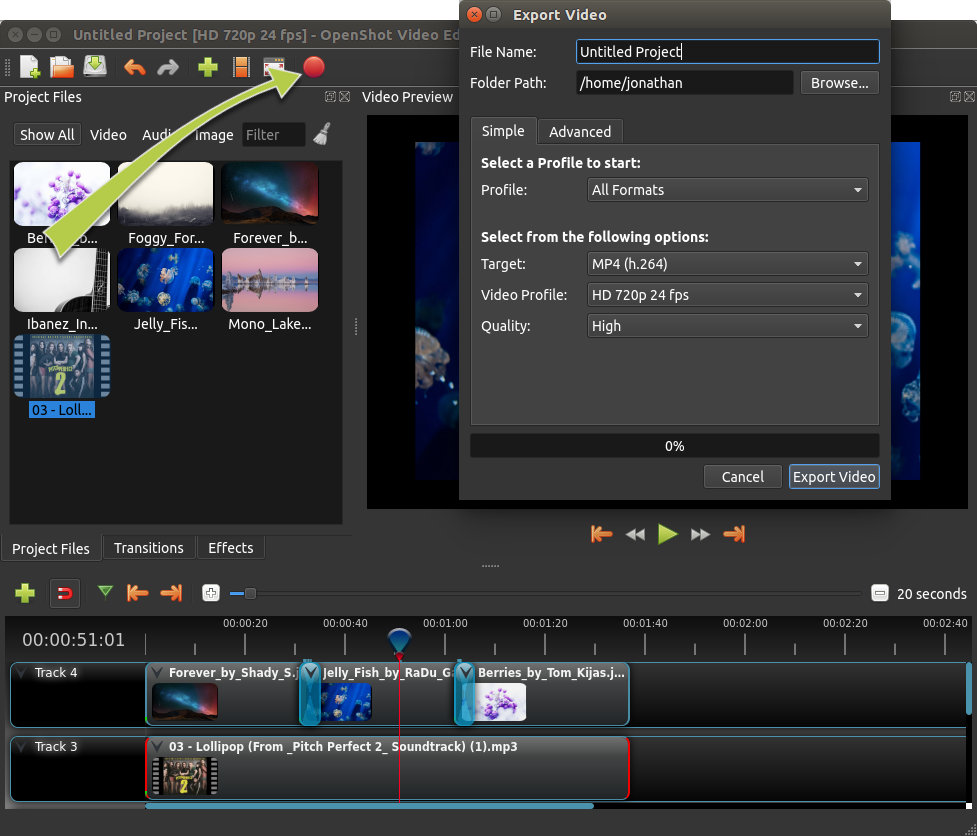 Export Video
Untitled Project [HD 720p 24 fps] - OpenShot Video Ed
File Name:
Untitled Project
Folder Path:
/home/jonathan
Browse...
Project Files
Video Preview
Show All
Video
Audio
Image
Filter
Simple
Advanced
Select a Profile to start:
Profile:
All Formats
Select from the following options:
Target:
MP4 (h.264)
Video Profile:
HD 720p 24 fps
Quality:
High
0%
Cancel
Export Video
Foggy_For...
Forever_b...
Ibanez_In...
Jelly_Fis...
Mono_Lake...
2
03 - Loll...
Project Files
Transitions
Effects
20 seconds
00:00:51:01
00:00:20
00:00:40
00:01:00
00:01:20
00:01:40
00:02:00
00:02:20
00:02:40
Track 4
Forever_by_Shady_S.j
Jelly_Fish_by_RaDu_G.
Berries_by_Tom_Kijas.j...
Track 3
03 - Lollipop (From _Pitch Perfect 2_ Soundtrack) (1).mp3
2